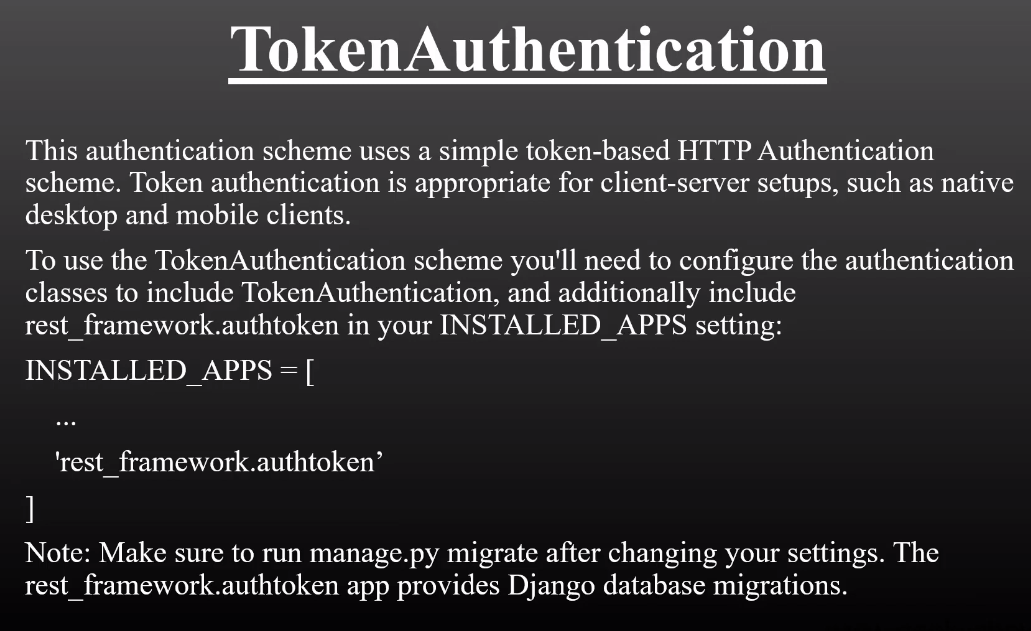 TokenAuthentication
This authentication scheme uses a simple token-based HTTP Authentication
scheme. Token authentication is appropriate for client-server setups, such as native
desktop and mobile clients.
To use the TokenAuthentication scheme you'll need to configure the authentication
classes to include TokenAuthentication, and additionally include
rest_framework.authtoken in your INSTALLED_APPS setting:
INSTALLED_APPS = [
...
'rest_framework.authtoken’
]
Note: Make sure to run manage.py migrate after changing your settings. The
rest_framework.authtoken app provides Django database migrations.